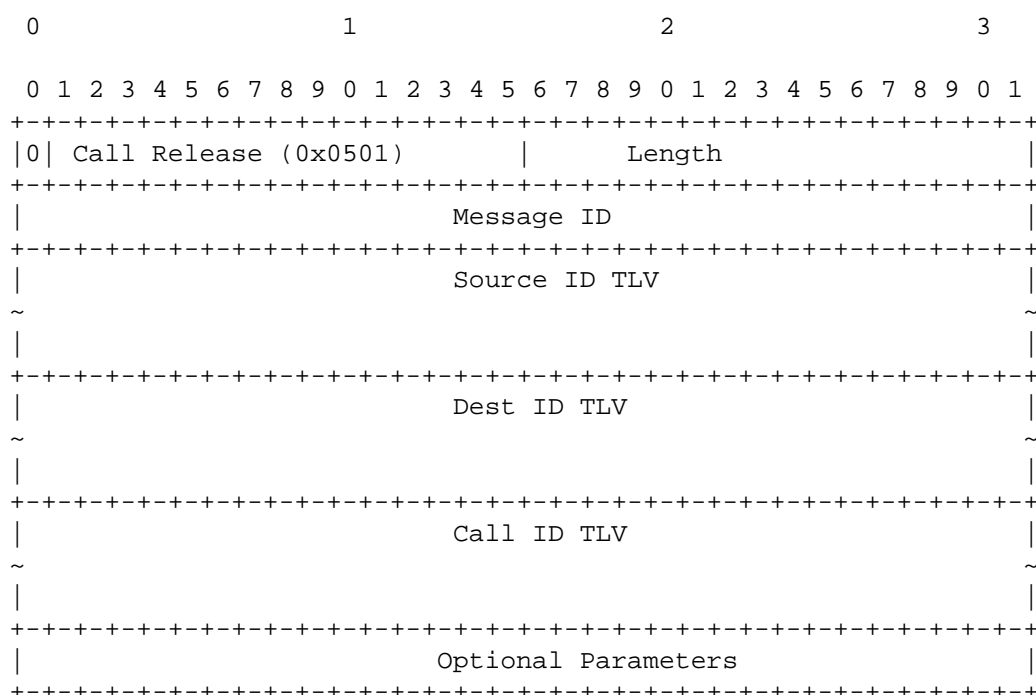 0                   1                   2                   3
0 1 2 3 4 5 6 7 8 9 0 1 2 3 4 5 6 7 8 9 0 1 2 3 4 5 6 7 8 9 0 1
+-+-+-+-+-+-+-+-+-+-+-+-+-+-+-+-+-+-+-+-+-+-+-+-+-+-+-+-+-+-+-+-+
|0| Call Release (0x0501)       |      Length                   |
+-+-+-+-+-+-+-+-+-+-+-+-+-+-+-+-+-+-+-+-+-+-+-+-+-+-+-+-+-+-+-+-+
|                           Message ID                          |
+-+-+-+-+-+-+-+-+-+-+-+-+-+-+-+-+-+-+-+-+-+-+-+-+-+-+-+-+-+-+-+-+
|                           Source ID TLV                       |
~                                                               ~
|                                                               |
+-+-+-+-+-+-+-+-+-+-+-+-+-+-+-+-+-+-+-+-+-+-+-+-+-+-+-+-+-+-+-+-+
|                           Dest ID TLV                         |
~                                                               ~
|                                                               |
+-+-+-+-+-+-+-+-+-+-+-+-+-+-+-+-+-+-+-+-+-+-+-+-+-+-+-+-+-+-+-+-+
|                           Call ID TLV                         |
~                                                               ~
|                                                               |
+-+-+-+-+-+-+-+-+-+-+-+-+-+-+-+-+-+-+-+-+-+-+-+-+-+-+-+-+-+-+-+-+
|                          Optional Parameters                  |
+-+-+-+-+-+-+-+-+-+-+-+-+-+-+-+-+-+-+-+-+-+-+-+-+-+-+-+-+-+-+-+-+